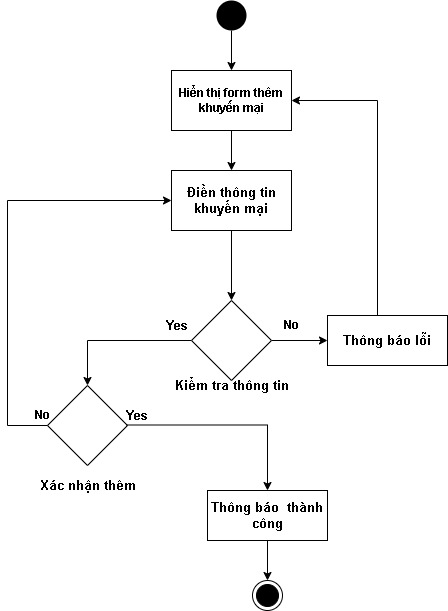 Hiển thị form thêm
khuyến mại
Điền thông tin
khuyến mại
Yes
No
Thông báo lỗi
Kiểm tra thông tin
No
Yes
Xác nhận thêm
Thông báo thành
công